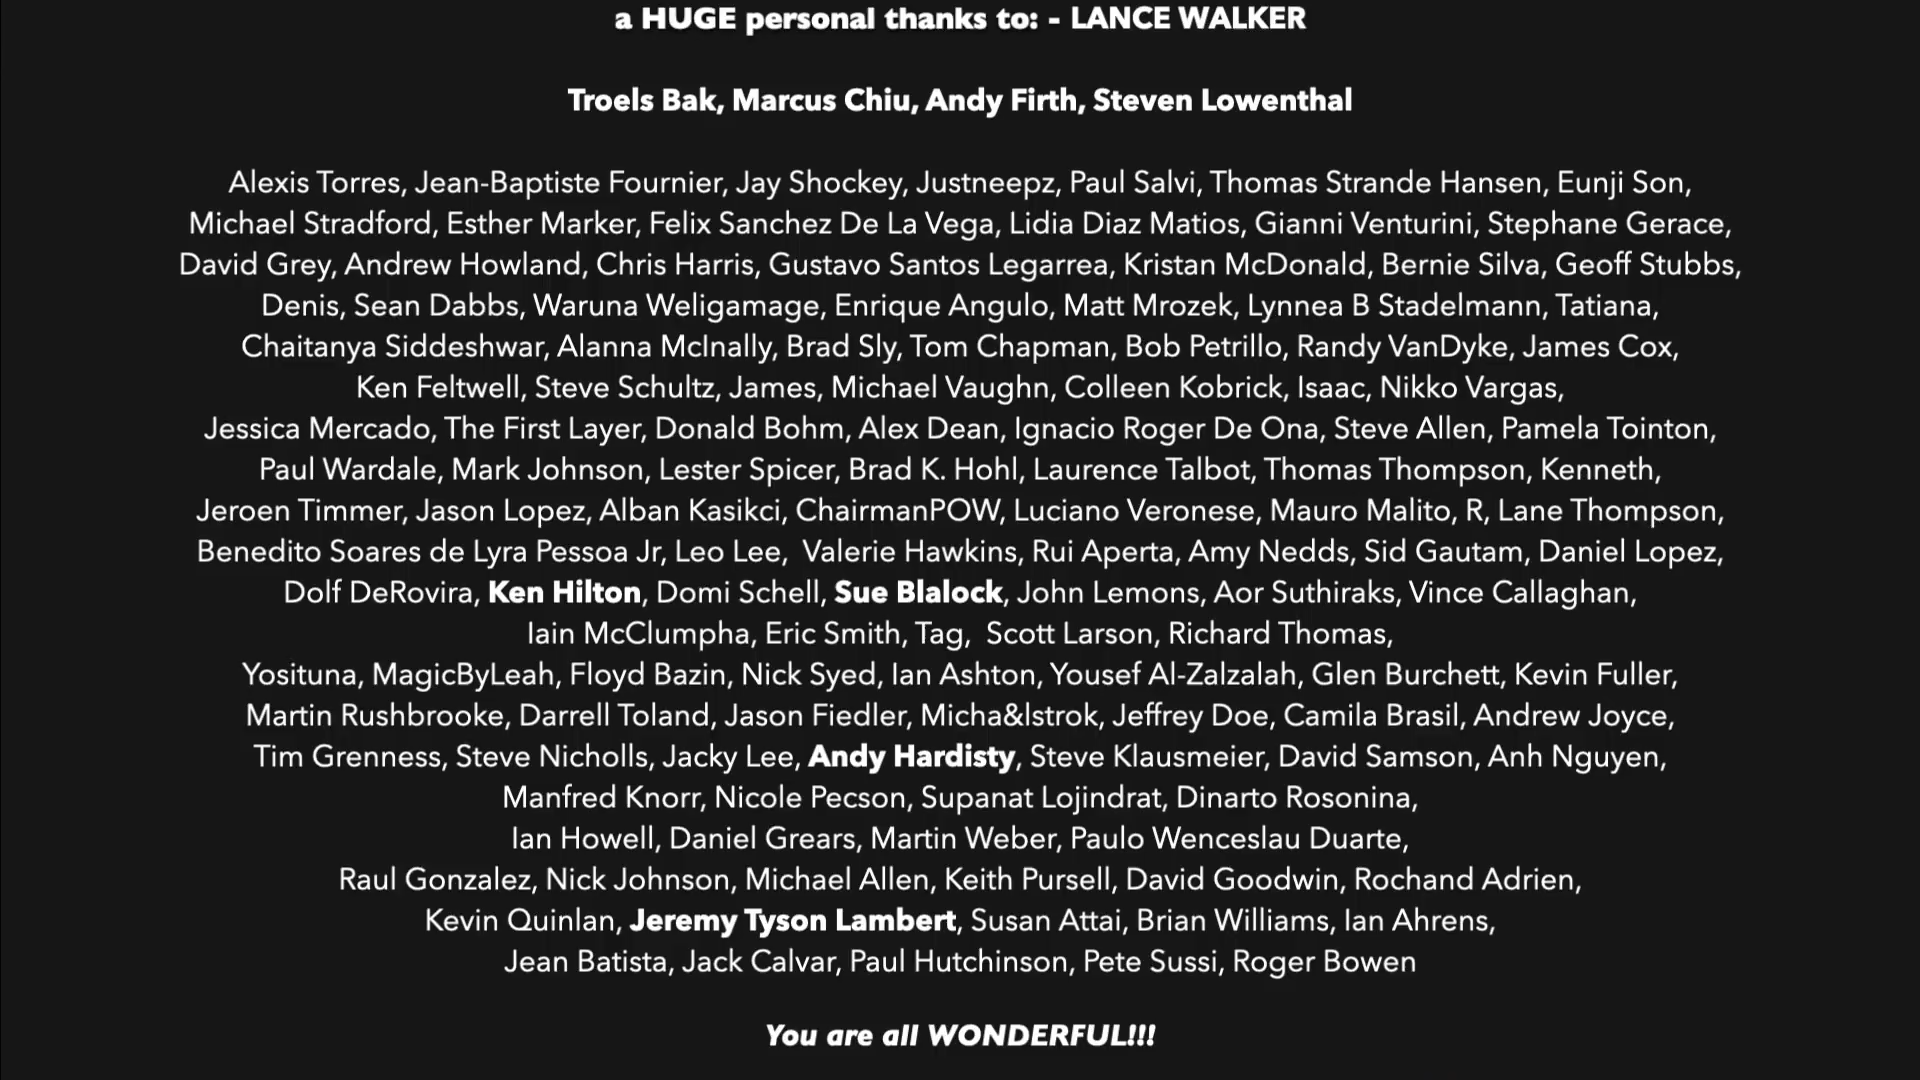 a HUGE personal thanks to: - LANCE WALKER
Troels Bak, Marcus Chiu, Andy Firth, Steven Lowenthal
Alexis Torres, Jean-Baptiste Fournier, Jay Shockey, Justneepz, Paul Salvi, Thomas Strande Hansen, Eunji Son,
Michael Stradford, Esther Marker, Felix Sanchez De La Vega, Lidia Diaz Matios, Gianni Venturini, Stephane Gerace,
David Grey, Andrew Howland, Chris Harris, Gustavo Santos Legarrea, Kristan McDonald, Bernie Silva, Geoff Stubbs,
Denis, Sean Dabbs, Waruna Weligamage, Enrique Angulo, Matt Mrozek, Lynnea B Stadelmann, Tatiana,
Chaitanya Siddeshwar, Alanna McInally, Brad Sly, Tom Chapman, Bob Petrillo, Randy VanDyke, James Cox,
Ken Feltwell, Steve Schultz, James, Michael Vaughn, Colleen Kobrick, Isaac, Nikko Vargas,
Jessica Mercado, The First Layer, Donald Bohm, Alex Dean, Ignacio Roger De Ona, Steve Allen, Pamela Tointon,
Paul Wardale, Mark Johnson, Lester Spicer, Brad K. Hohl, Laurence Talbot, Thomas Thompson, Kenneth,
Jeroen Timmer, Jason Lopez, Alban Kasikci, ChairmanPOW, Luciano Veronese, Mauro Malito, R, Lane Thompson,
Benedito Soares de Lyra Pessoa Jr, Leo Lee,  Valerie Hawkins, Rui Aperta, Amy Nedds, Sid Gautam, Daniel Lopez,
Dolf DeRovira, Ken Hilton, Domi Schell, Sue Blalock, John Lemons, Aor Suthiraks, Vince Callaghan,
Iain McClumpha, Eric Smith, Tag,  Scott Larson, Richard Thomas,
Yosituna, MagicByLeah, Floyd Bazin, Nick Syed, Ian Ashton, Yousef Al-Zalzalah, Glen Burchett, Kevin Fuller,
Martin Rushbrooke, Darrell Toland, Jason Fiedler, Micha&lstrok, Jeffrey Doe, Camila Brasil, Andrew Joyce,
Tim Grenness, Steve Nicholls, Jacky Lee, Andy Hardisty, Steve Klausmeier, David Samson, Anh Nguyen,
Manfred Knorr, Nicole Pecson, Supanat Lojindrat, Dinarto Rosonina,
Ian Howell, Daniel Grears, Martin Weber, Paulo Wenceslau Duarte,
Raul Gonzalez, Nick Johnson, Michael Allen, Keith Pursell, David Goodwin, Rochand Adrien,
Kevin Quinlan, Jeremy Tyson Lambert, Susan Attai, Brian Williams, Ian Ahrens,
Jean Batista, Jack Calvar, Paul Hutchinson, Pete Sussi, Roger Bowen
You are all WONDERFUL!!!